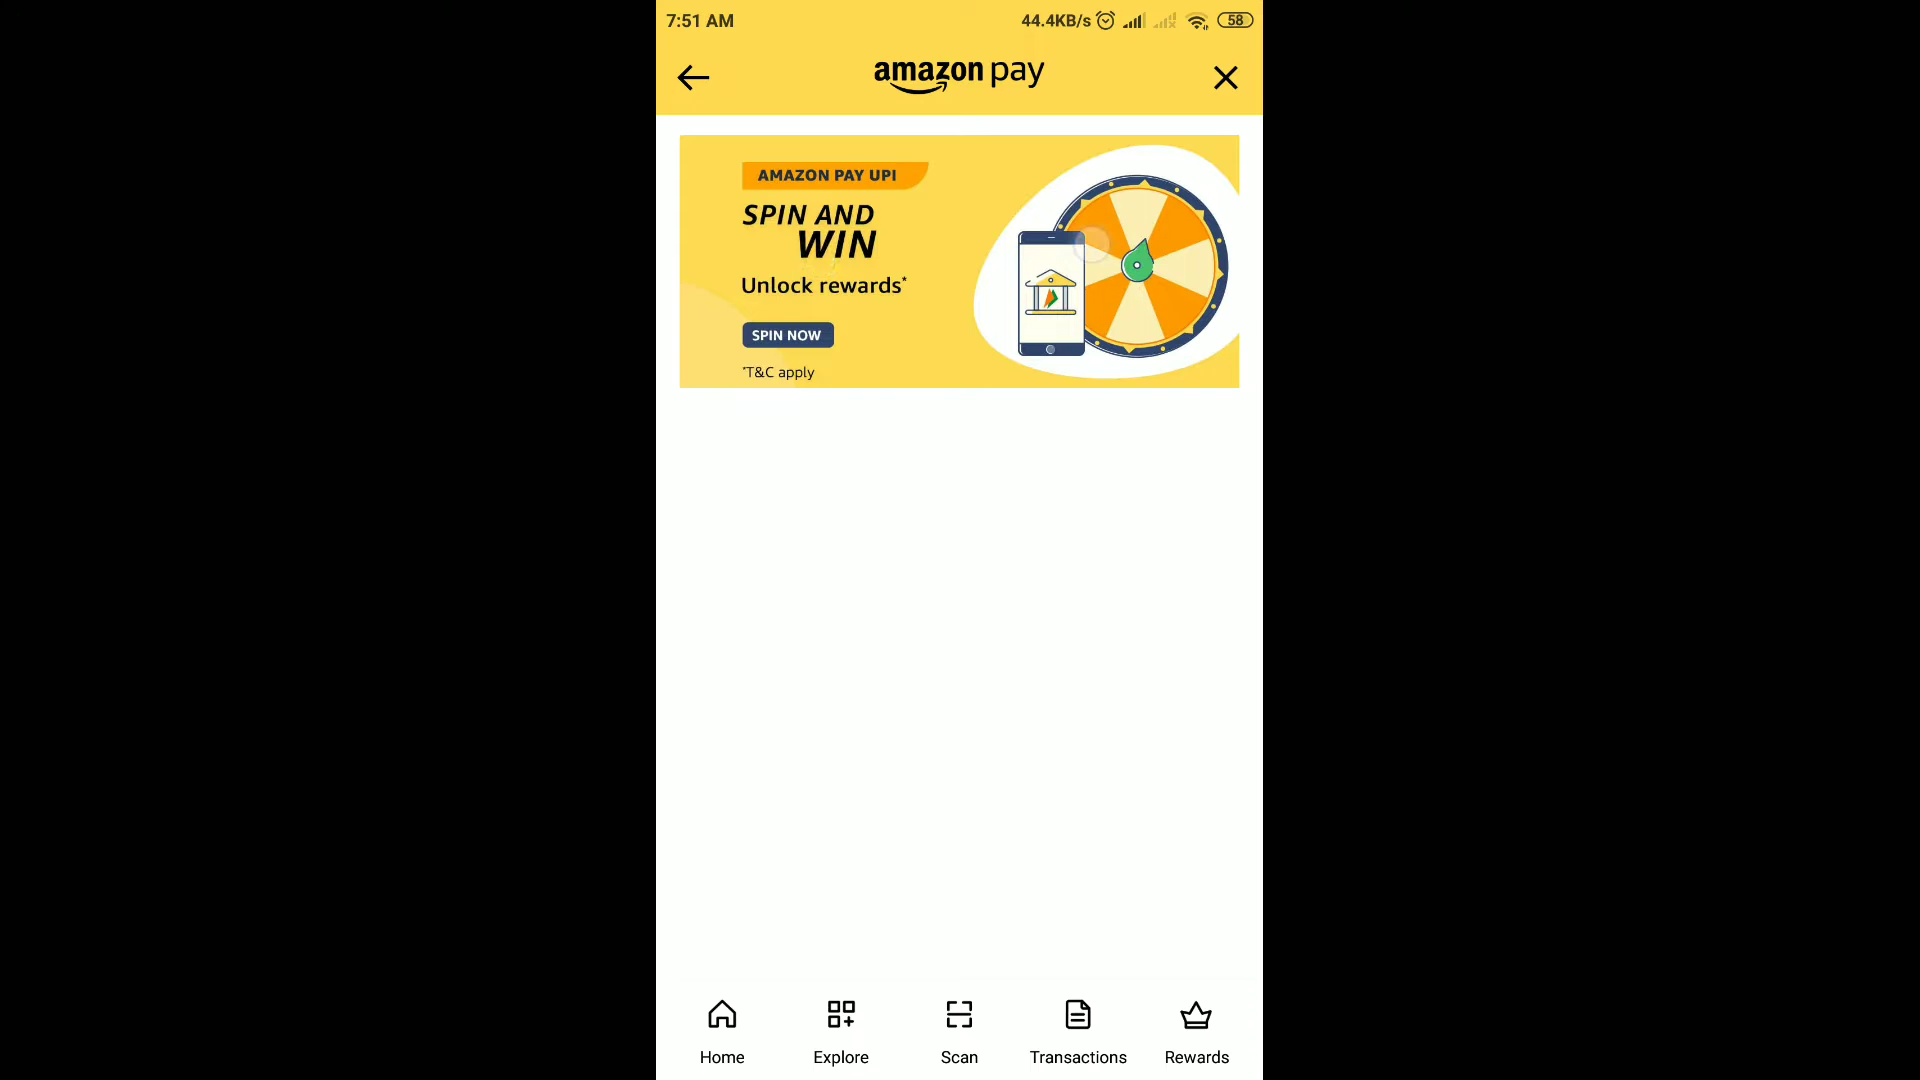 7:51 AM 44.4KB/s 58
amazon pay
AMAZON PAY UPI
SPIN AND
WIN
Unlock rewards*
SPIN NOW
*T&C apply
Home Explore Scan Transactions Rewards